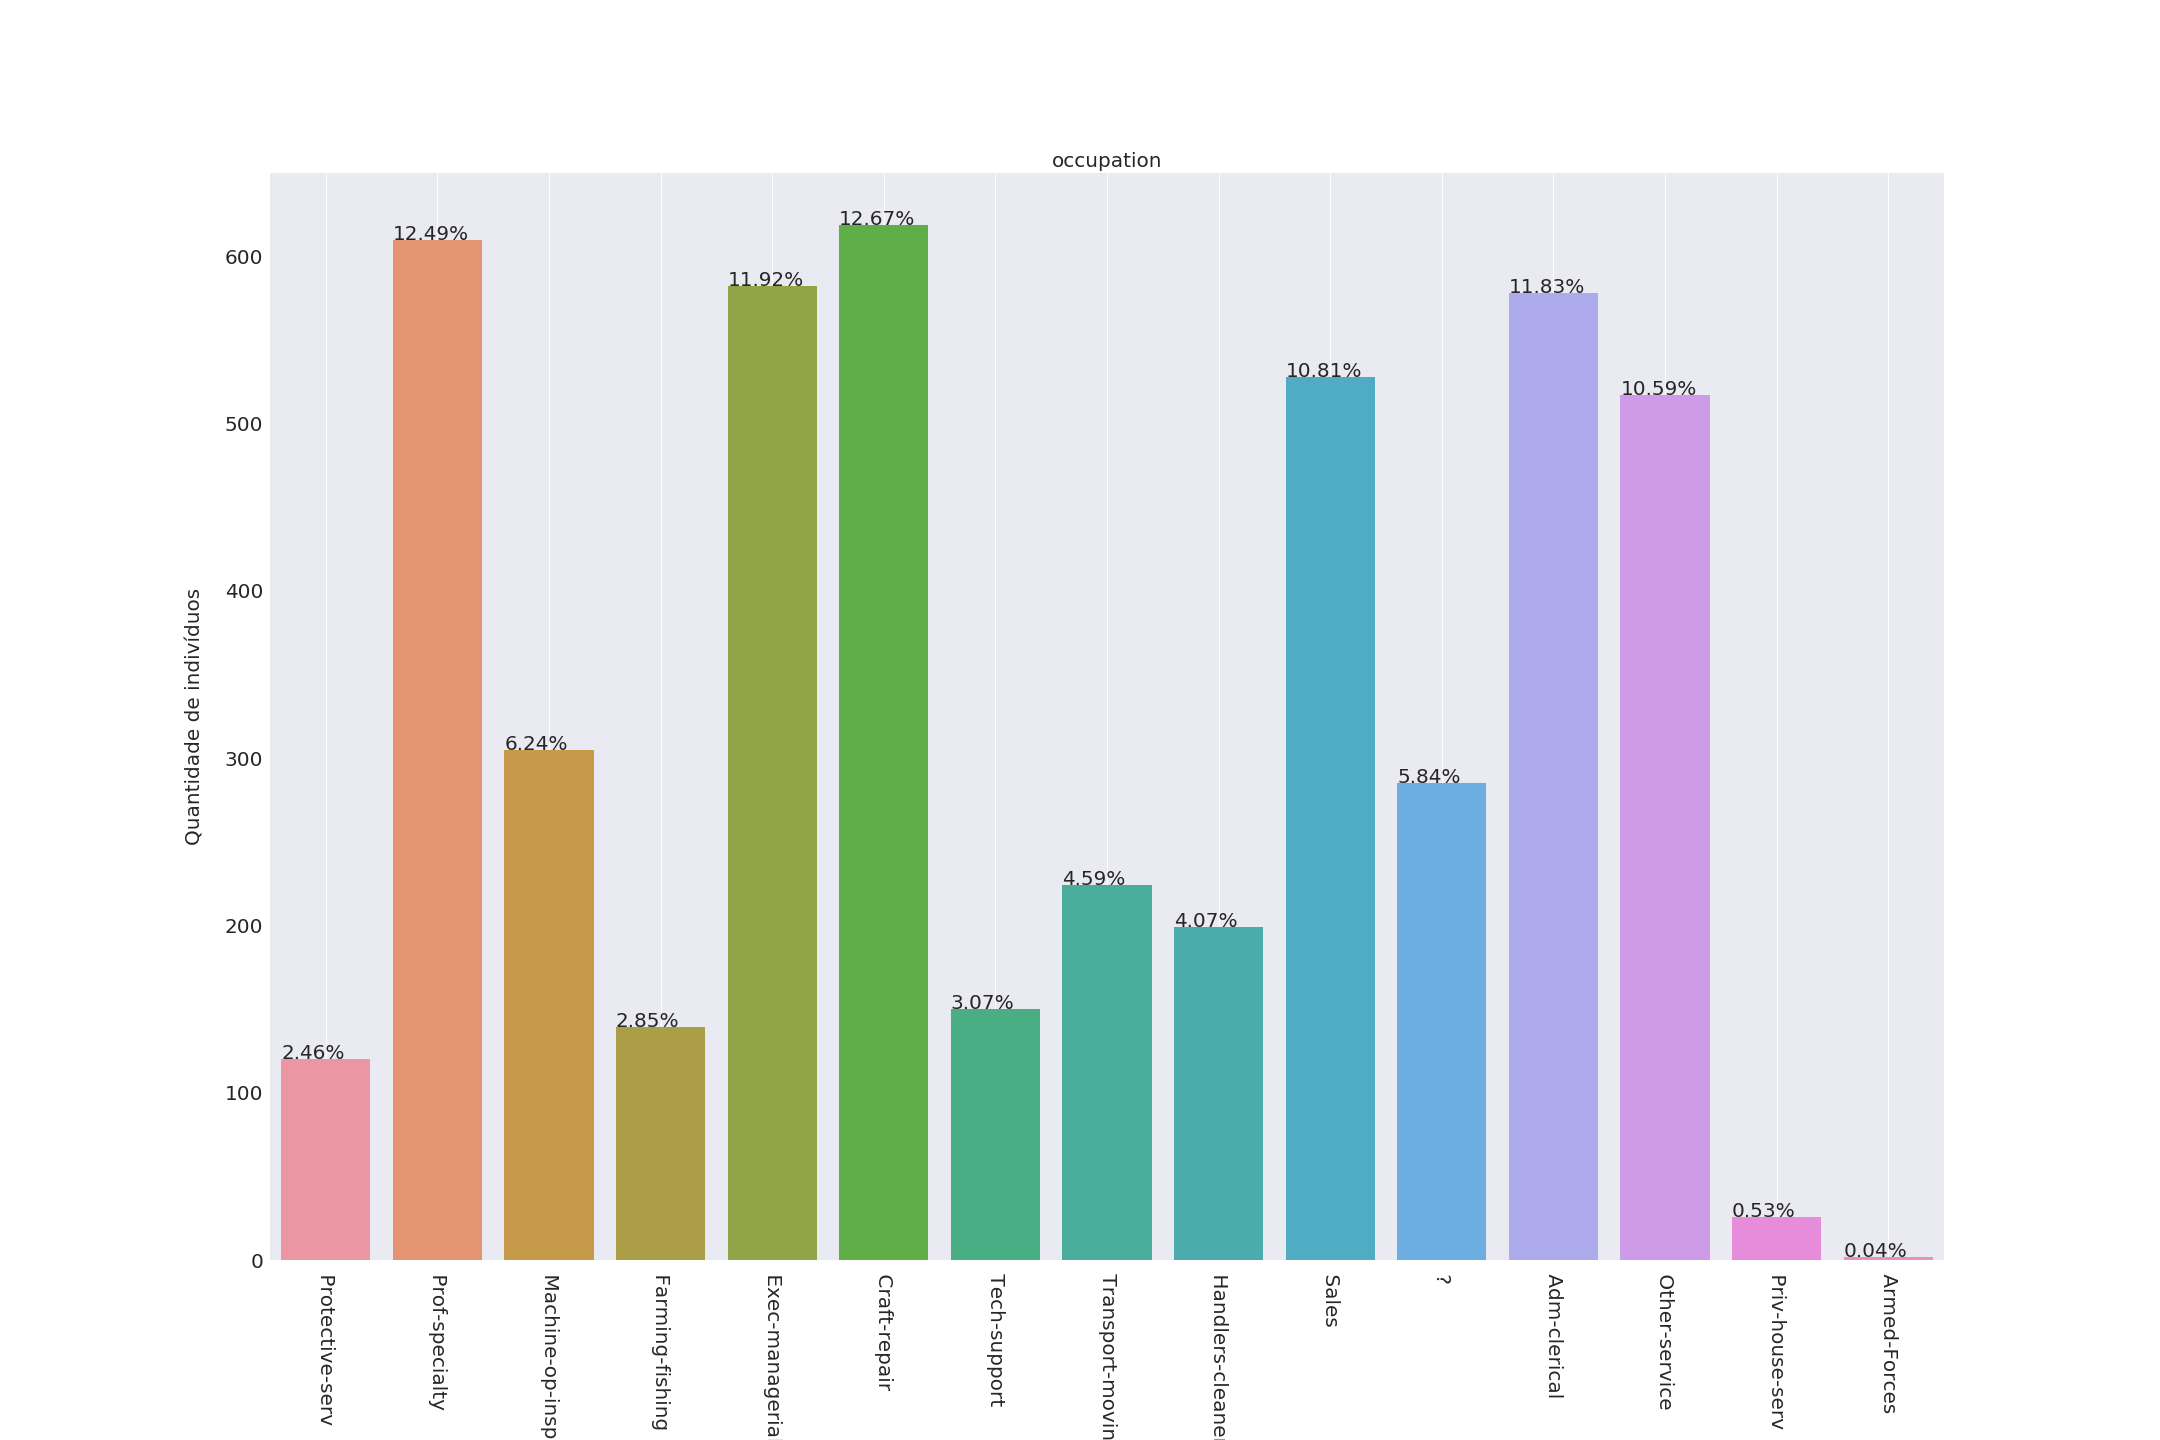 occupation
12.67%
12.49%
11.92%
11.83%
10.81%
10.59%
6.24%
5.84%
4.59%
4.07%
3.07%
2.85%
2.46%
0.53%
0.04%
600
500
400
300
200
100
0
Quantidade de indivíduos
Protective-serv
Prof-specialty
Machine-op-insp
Farming-fishing
Exec-manageria
Craft-repair
Tech-support
Transport-movin
Handlers-cleane
Sales
?
Adm-clerical
Other-service
Priv-house-serv
Armed-Forces